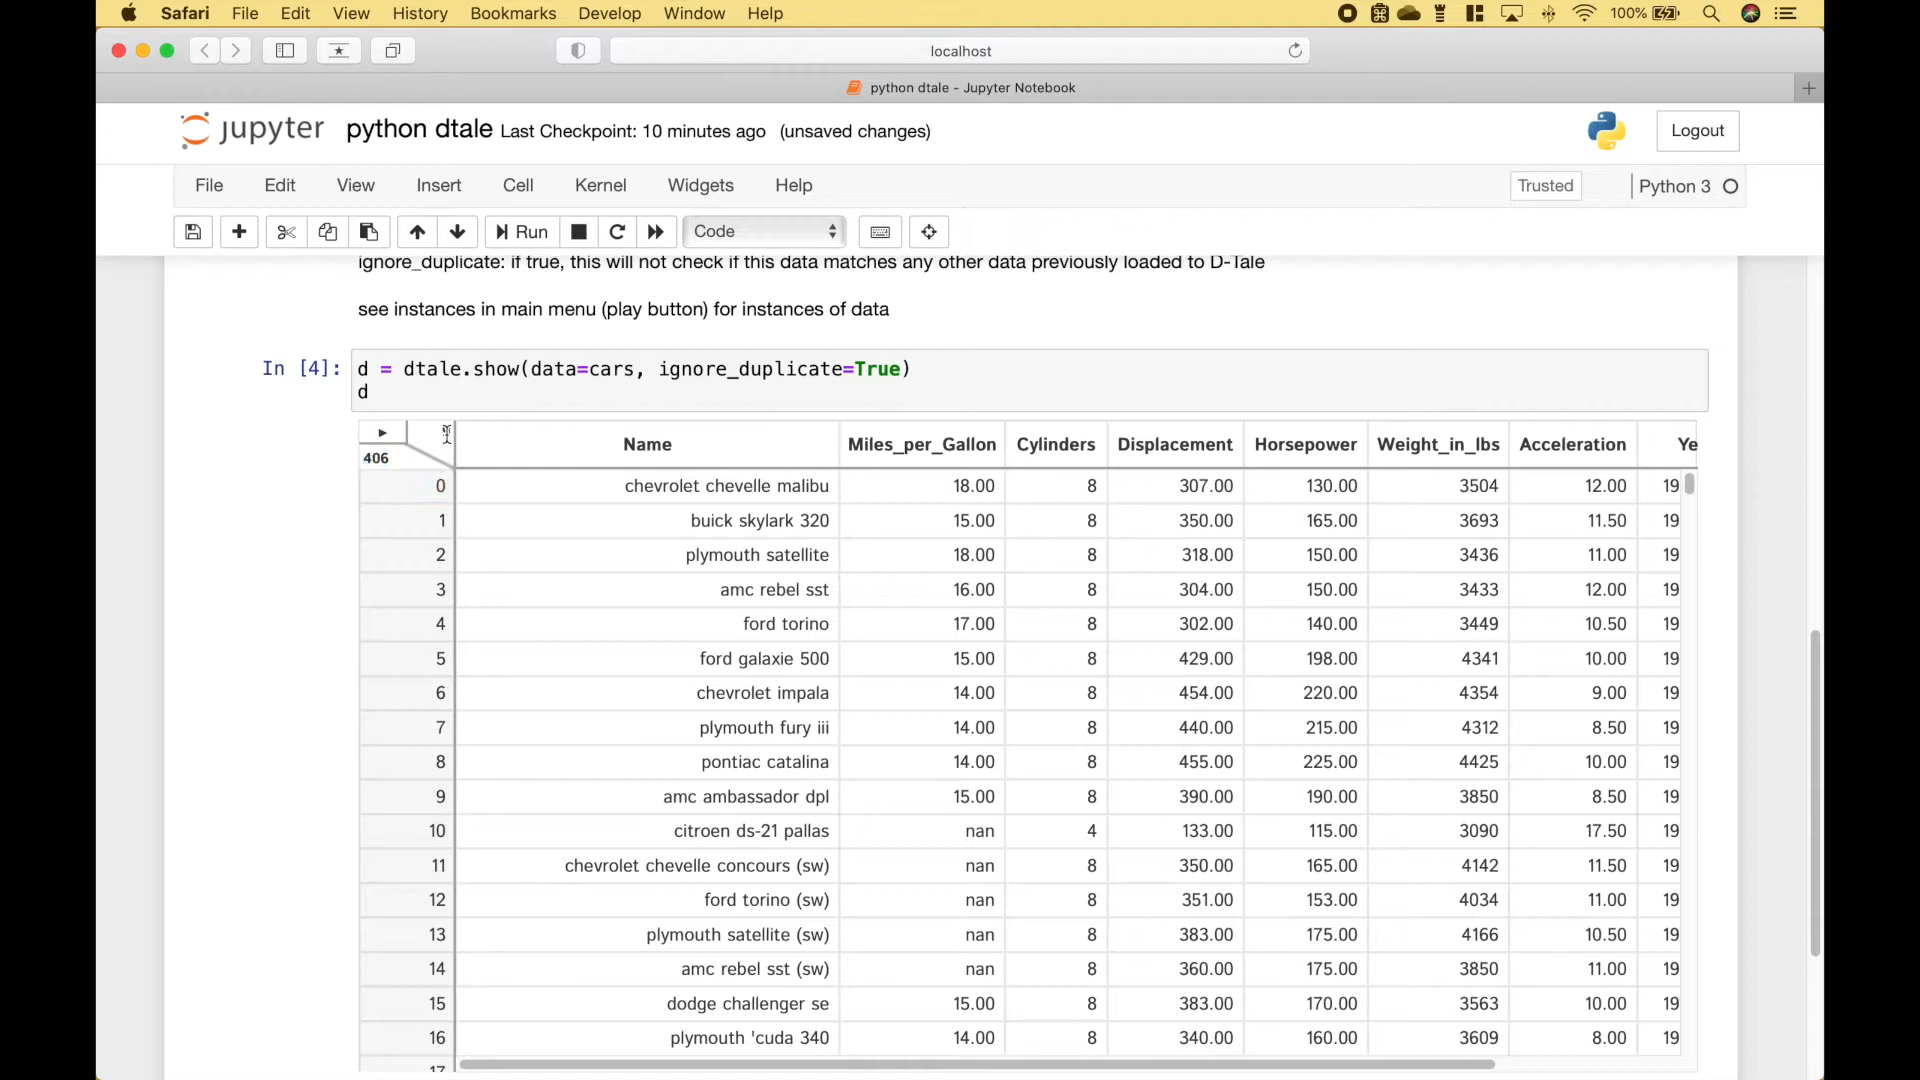 Safari File Edit View History Bookmarks Develop Window Help 100%
localhost
python dtale - Jupyter Notebook
jupyter python dtale Last Checkpoint: 10 minutes ago (unsaved changes) Logout
File Edit View Insert Cell Kernel Widgets Help Trusted Python 3
Run Code
ignore_duplicate: if true, this will not check if this data matches any other data previously loaded to D-Tale
see instances in main menu (play button) for instances of data
In [4]: d = dtale.show(data=cars, ignore_duplicate=True)
d
406 Name Miles_per_Gallon Cylinders Displacement Horsepower Weight_in_lbs Acceleration Ye
0 chevrolet chevelle malibu 18.00 8 307.00 130.00 3504 12.00 19
1 buick skylark 320 15.00 8 350.00 165.00 3693 11.50 19
2 plymouth satellite 18.00 8 318.00 150.00 3436 11.00 19
3 amc rebel sst 16.00 8 304.00 150.00 3433 12.00 19
4 ford torino 17.00 8 302.00 140.00 3449 10.50 19
5 ford galaxie 500 15.00 8 429.00 198.00 4341 10.00 19
6 chevrolet impala 14.00 8 454.00 220.00 4354 9.00 19
7 plymouth fury iii 14.00 8 440.00 215.00 4312 8.50 19
8 pontiac catalina 14.00 8 455.00 225.00 4425 10.00 19
9 amc ambassador dpl 15.00 8 390.00 190.00 3850 8.50 19
10 citroen ds-21 pallas nan 4 133.00 115.00 3090 17.50 19
11 chevrolet chevelle concours (sw) nan 8 350.00 165.00 4142 11.50 19
12 ford torino (sw) nan 8 351.00 153.00 4034 11.00 19
13 plymouth satellite (sw) nan 8 383.00 175.00 4166 10.50 19
14 amc rebel sst (sw) nan 8 360.00 175.00 3850 11.00 19
15 dodge challenger se 15.00 8 383.00 170.00 3563 10.00 19
16 plymouth 'cuda 340 14.00 8 340.00 160.00 3609 8.00 19
17